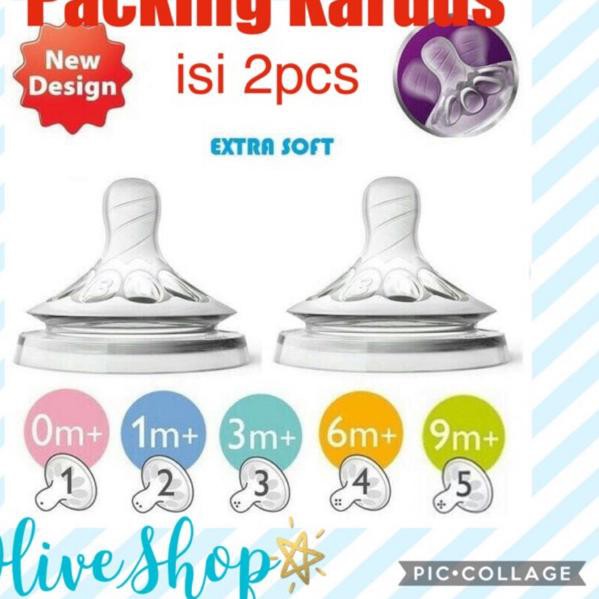 Packing Kardus
New
Design
isi 2pcs
EXTRA SOFT
0m+
1m+
3m+
6m+
9m+
1
2
3
4
5
OliveShop
PIC•COLLAGE